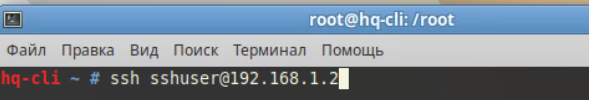 root@hq-cli: /root
Файл Правка Вид Поиск Терминал Помощь
hq-cli ~ # ssh sshuser@192.168.1.2